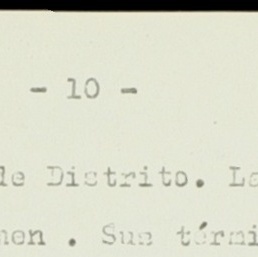 - 10 -
de Distrito. La
men . Sus térmi